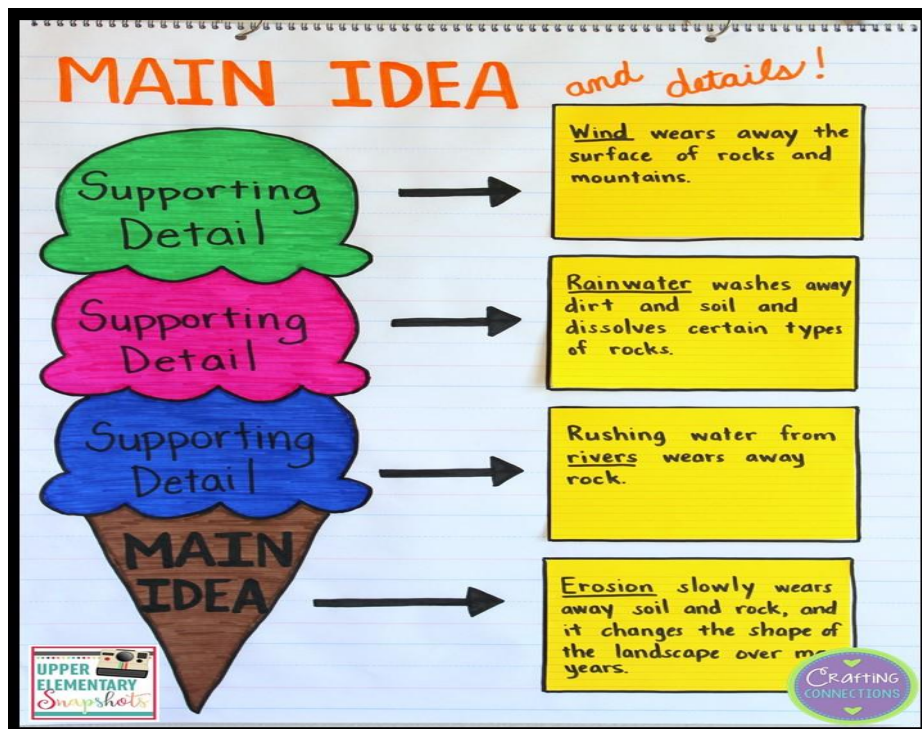 MAIN IDEA and details!
Supporting
Detail
Wind wears away the
surface of rocks and
mountains.
Supporting
Detail
Rainwater washes away
dirt and soil and
dissolves certain types
of rocks.
Supporting
Detail
Rushing water from
rivers wears away
rock.
MAIN
IDEA
Erosion slowly wears
away soil and rock, and
it changes the shape of
the landscape over
years.
UPPER
ELEMENTARY
Snapshots
CRAFTING
CONNECTIONS